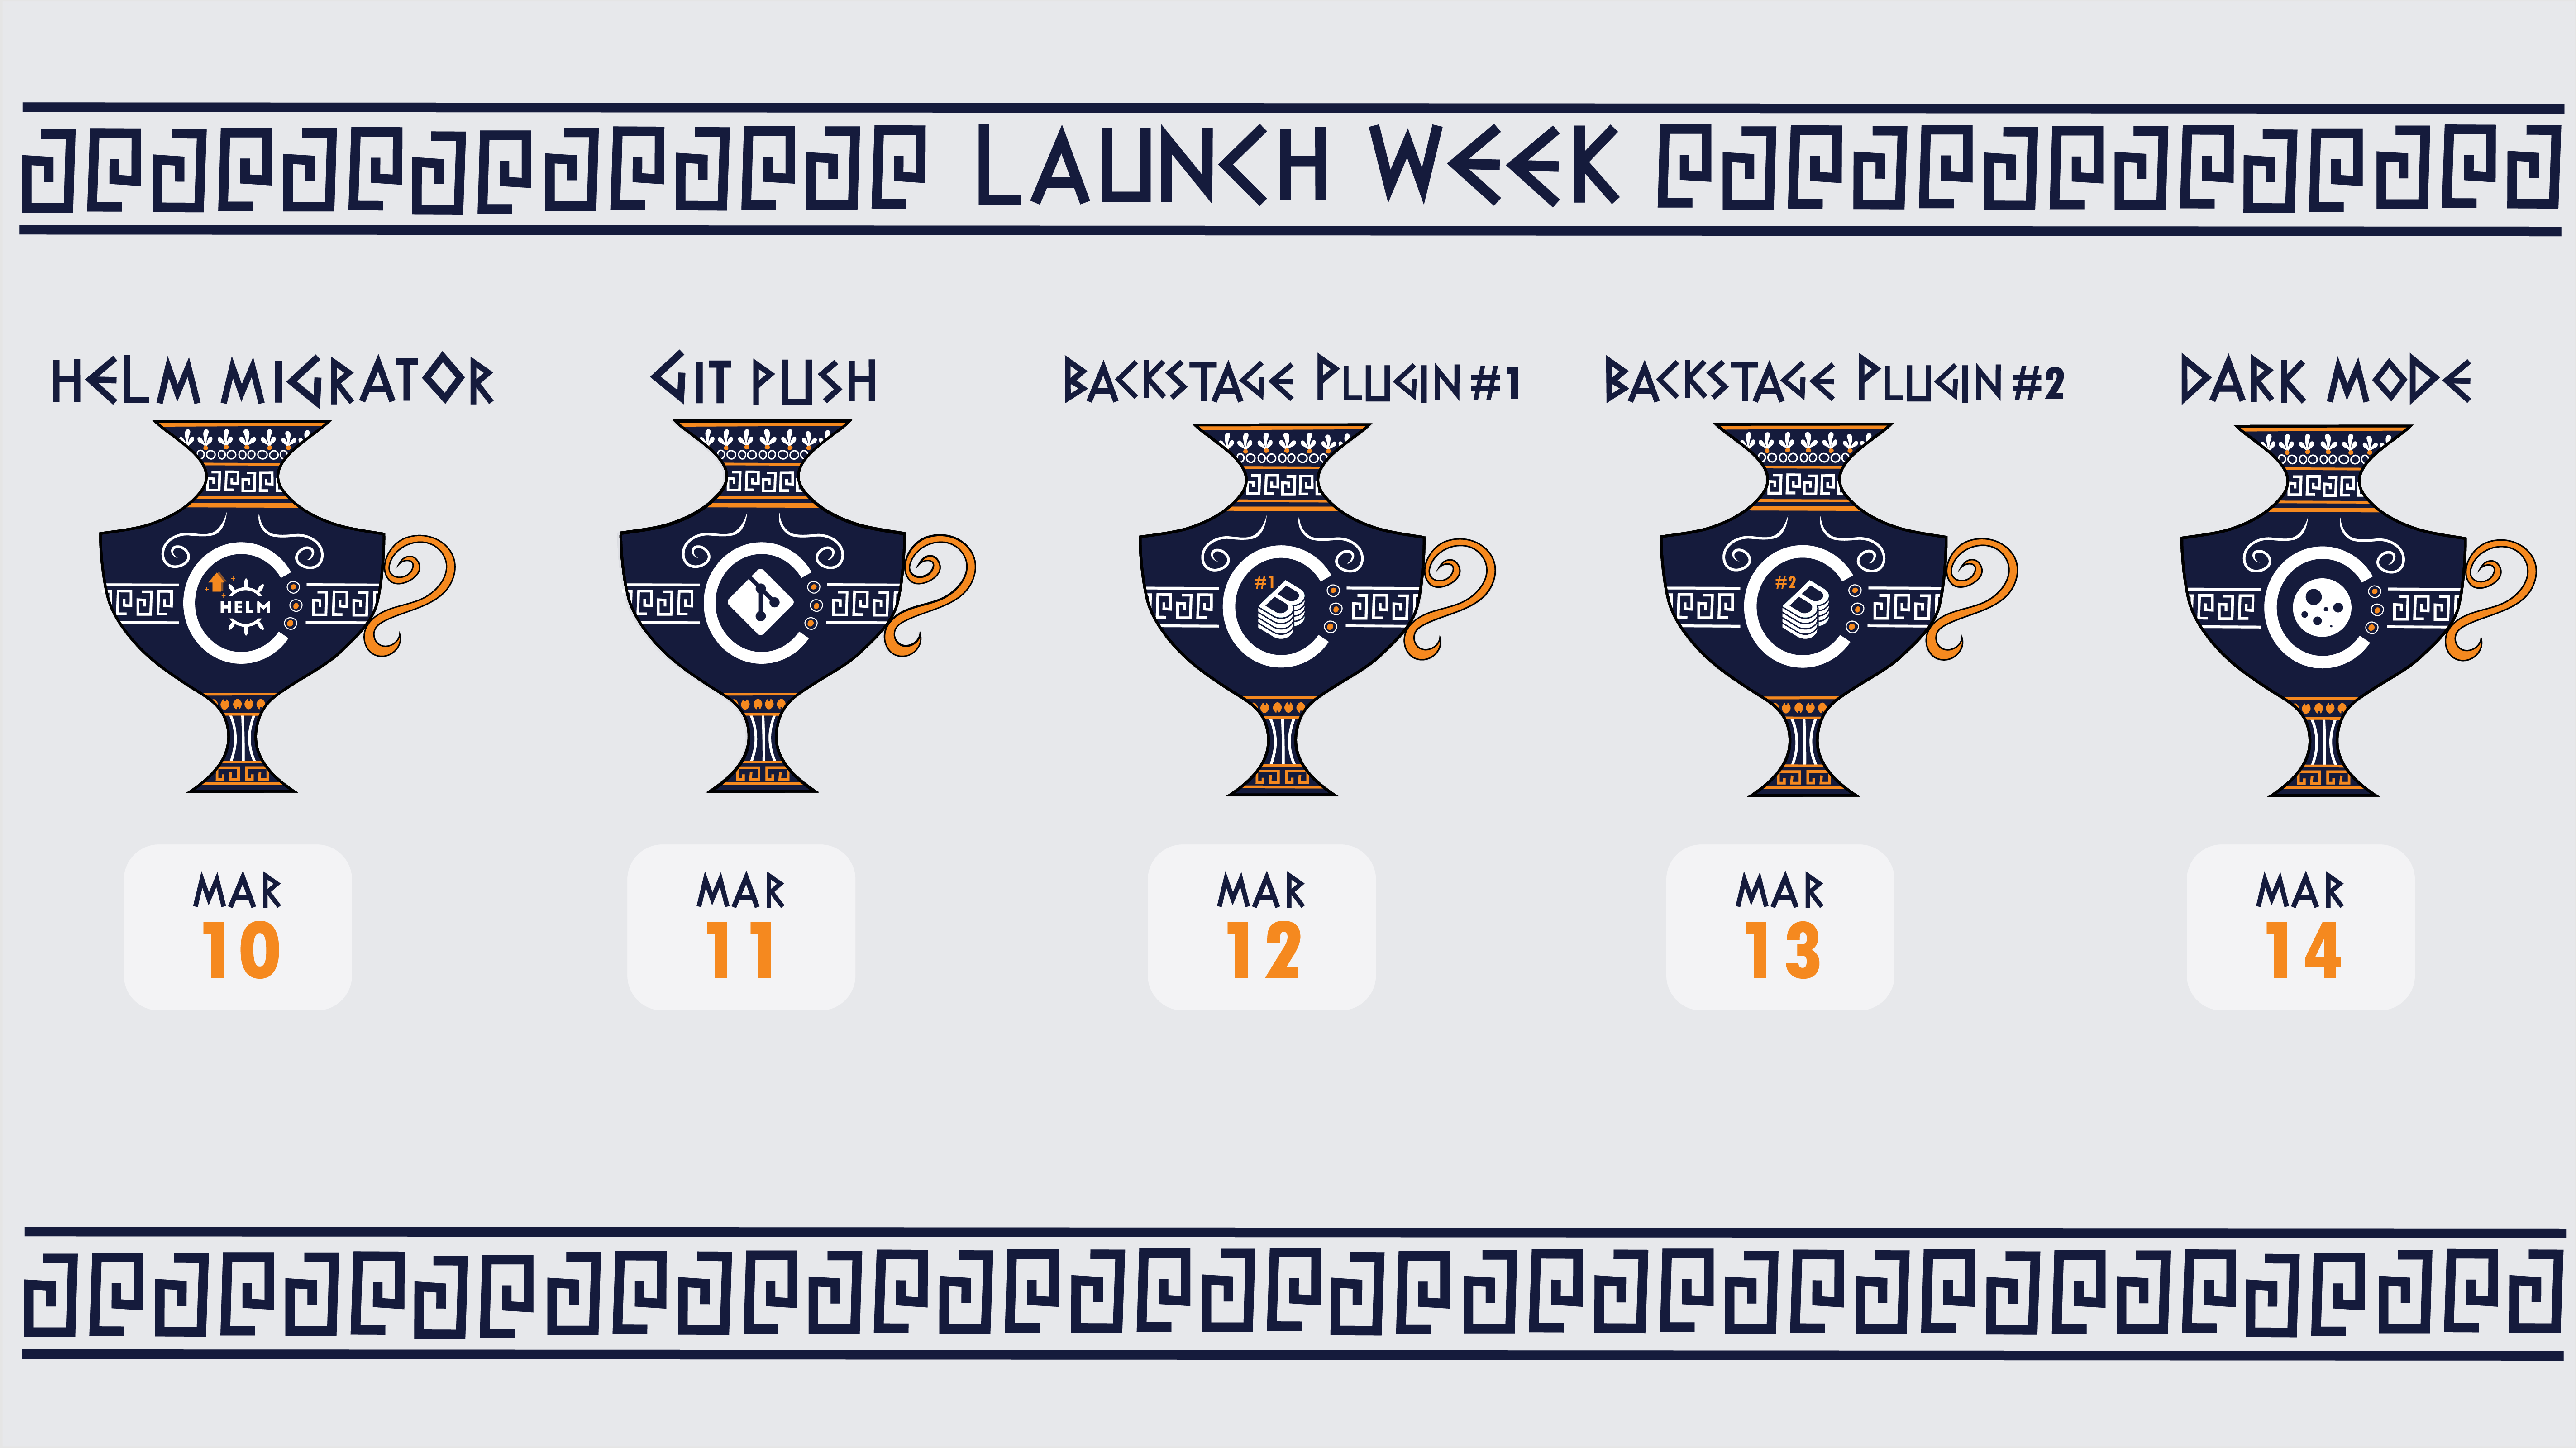 LAUNCH WEEK
HELM MIGRATOR
GIT PUSH
BACKSTAGE PLUGIN #1
BACKSTAGE PLUGIN #2
DARK MODE
HELM
#1
#2
MAR
10
MAR
11
MAR
12
MAR
13
MAR
14